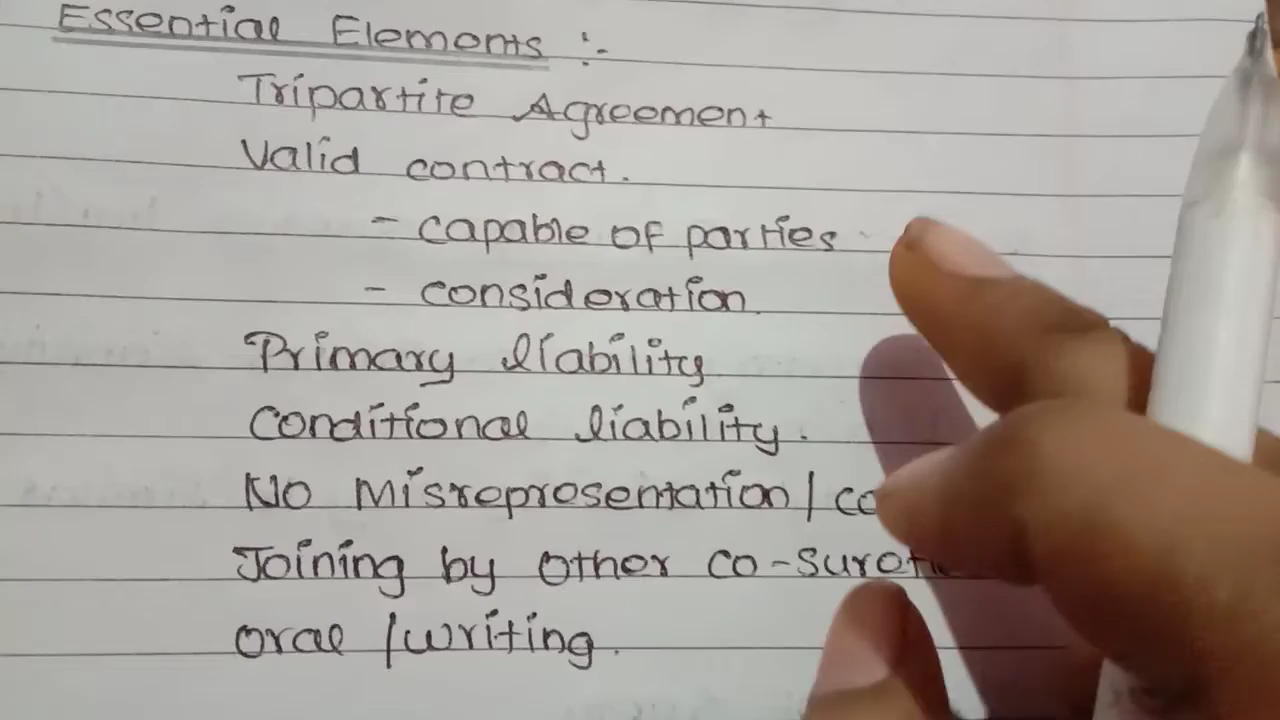 Essential Elements :-
Tripartite Agreement
Valid contract.
- capable of parties
- consideration.
Primary liability
Conditional liability.
No Misrepresentation /
Joining by other
Oral / writing.